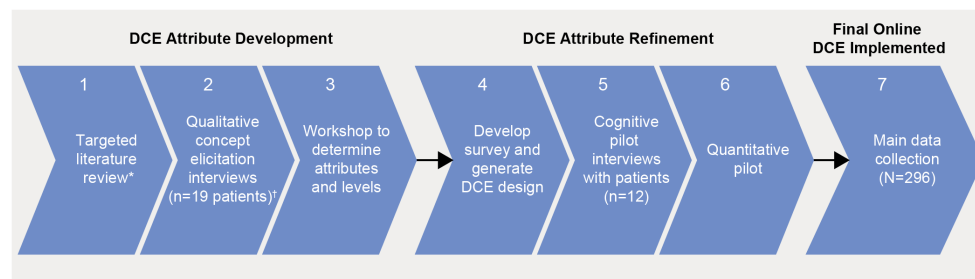 DCE Attribute Development
1
Targeted
literature
review*
2
Qualitative
concept
elicitation
interviews
(n=19 patients)†
3
Workshop to
determine
attributes
and levels
DCE Attribute Refinement
4
Develop
survey and
generate
DCE design
5
Cognitive
pilot
interviews
with patients
(n=12)
6
Quantitative
pilot
Final Online
DCE Implemented
7
Main data
collection
(N=296)